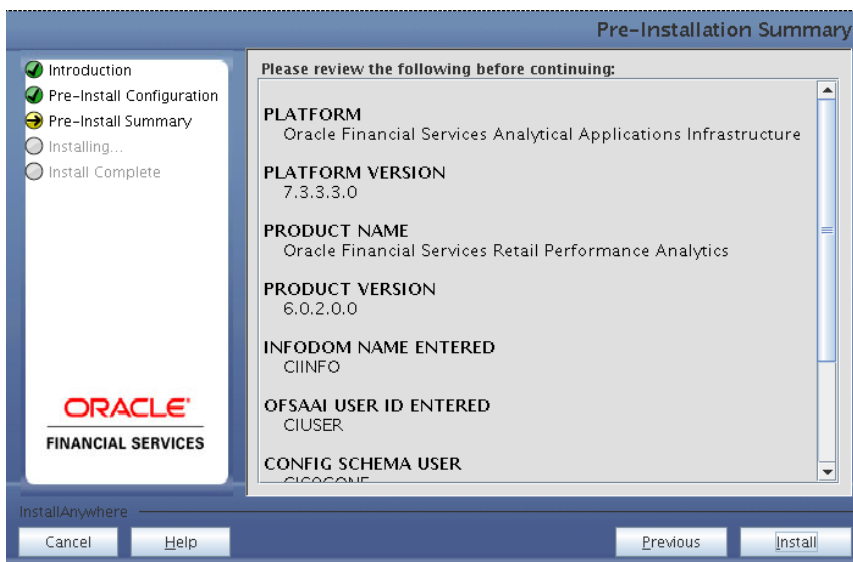 Pre-Installation Summary
Introduction
Pre-Install Configuration
Pre-Install Summary
Installing...
Install Complete
ORACLE
FINANCIAL SERVICES
Please review the following before continuing:
PLATFORM
Oracle Financial Services Analytical Applications Infrastructure
PLATFORM VERSION
7.3.3.3.0
PRODUCT NAME
Oracle Financial Services Retail Performance Analytics
PRODUCT VERSION
6.0.2.0.0
INFODOM NAME ENTERED
CIINFO
OFSAAI USER ID ENTERED
CIUSER
CONFIG SCHEMA USER
InstallAnywhere
Cancel
Help
Previous
Install